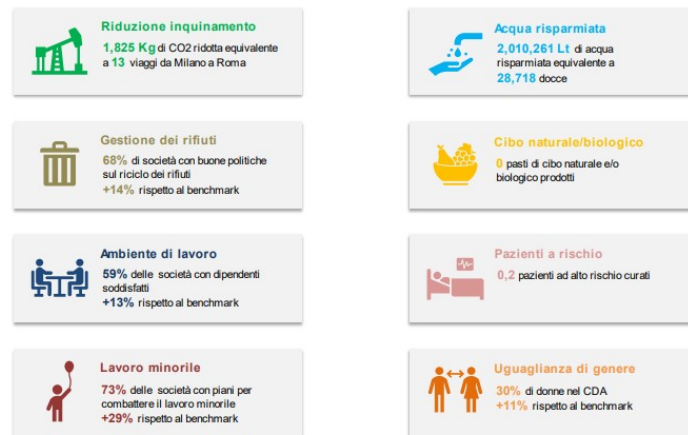 Riduzione inquinamento
1,825 Kg di CO2 ridotta equivalente
a 13 viaggi da Milano a Roma
Acqua risparmiata
2,010,261 Lt di acqua
risparmiata equivalente a
28,718 docce
Gestione dei rifiuti
68% di società con buone politiche
sul riciclo dei rifiuti
+14% rispetto al benchmark
Cibo naturale/biologico
0 pasti di cibo naturale e/o
biologico prodotti
Ambiente di lavoro
59% delle società con dipendenti
soddisfatti
+13% rispetto al benchmark
Pazienti a rischio
0,2 pazienti ad alto rischio curati
Lavoro minorile
73% delle società con piani per
combattere il lavoro minorile
+29% rispetto al benchmark
Uguaglianza di genere
30% di donne nel CDA
+11% rispetto al benchmark